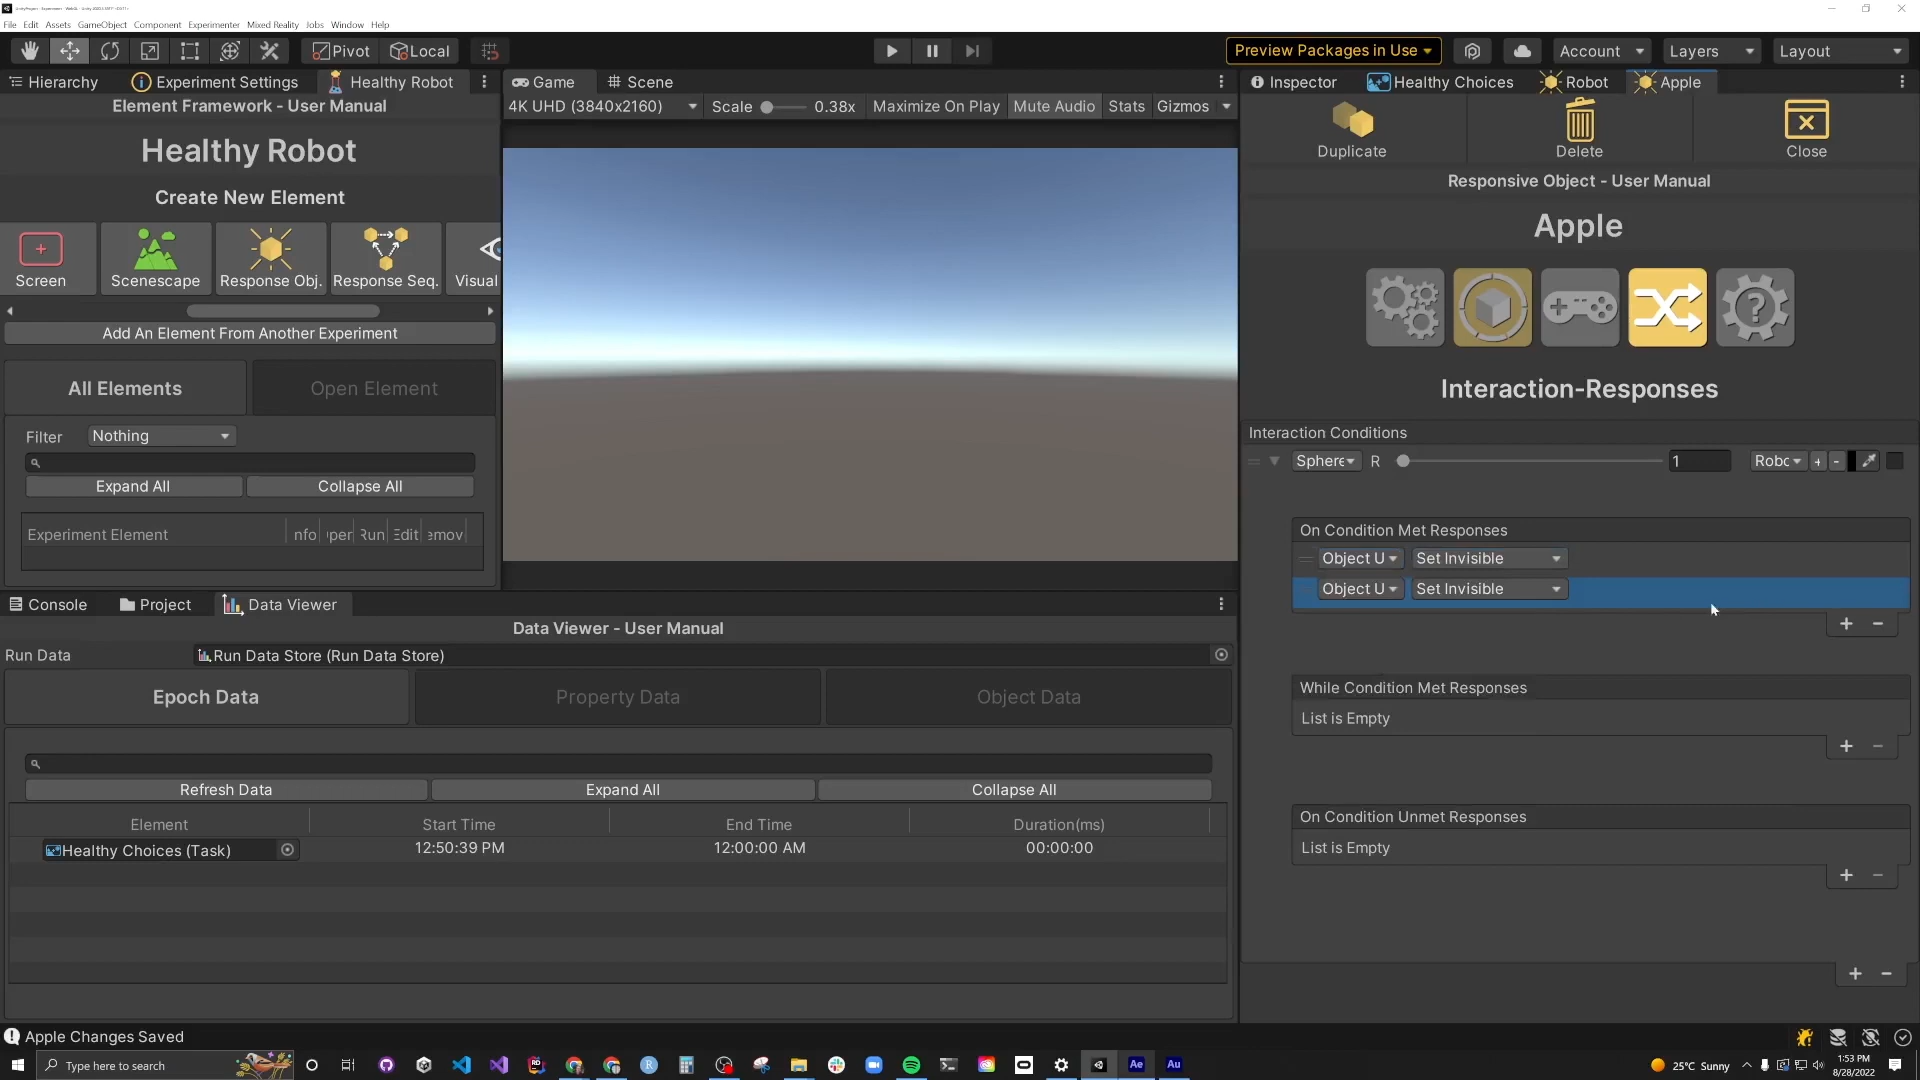 File Edit Assets GameObject Component Experimenter Mixed Reality Jobs Window Help
Pivot Local Preview Packages in Use Account Layers Layout
Hierarchy Experiment Settings Healthy Robot
Element Framework - User Manual
Healthy Robot
Create New Element
Screen Scenescape Response Obj. Response Seq. Visual
Add An Element From Another Experiment
All Elements Open Element
Filter Nothing
Expand All Collapse All
Experiment Element nfo per Run Edit emov
Game Scene
4K UHD (3840x2160) Scale 0.38x Maximize On Play Mute Audio Stats Gizmos
Console Project Data Viewer
Data Viewer - User Manual
Run Data Run Data Store (Run Data Store)
Epoch Data Property Data Object Data
Refresh Data Expand All Collapse All
Element Start Time End Time Duration(ms)
Healthy Choices (Task) 12:50:39 PM 12:00:00 AM 00:00:00
Inspector Healthy Choices Robot Apple
Duplicate Delete Close
Responsive Object - User Manual
Apple
Interaction-Responses
Interaction Conditions
Sphere R 1 Robc + -
On Condition Met Responses
Object U Set Invisible
Object U Set Invisible
+ -
While Condition Met Responses
List is Empty
+ -
On Condition Unmet Responses
List is Empty
+ -
+ -
Apple Changes Saved
Type here to search
Ae Au
25°C Sunny
1:53 PM
8/28/2022